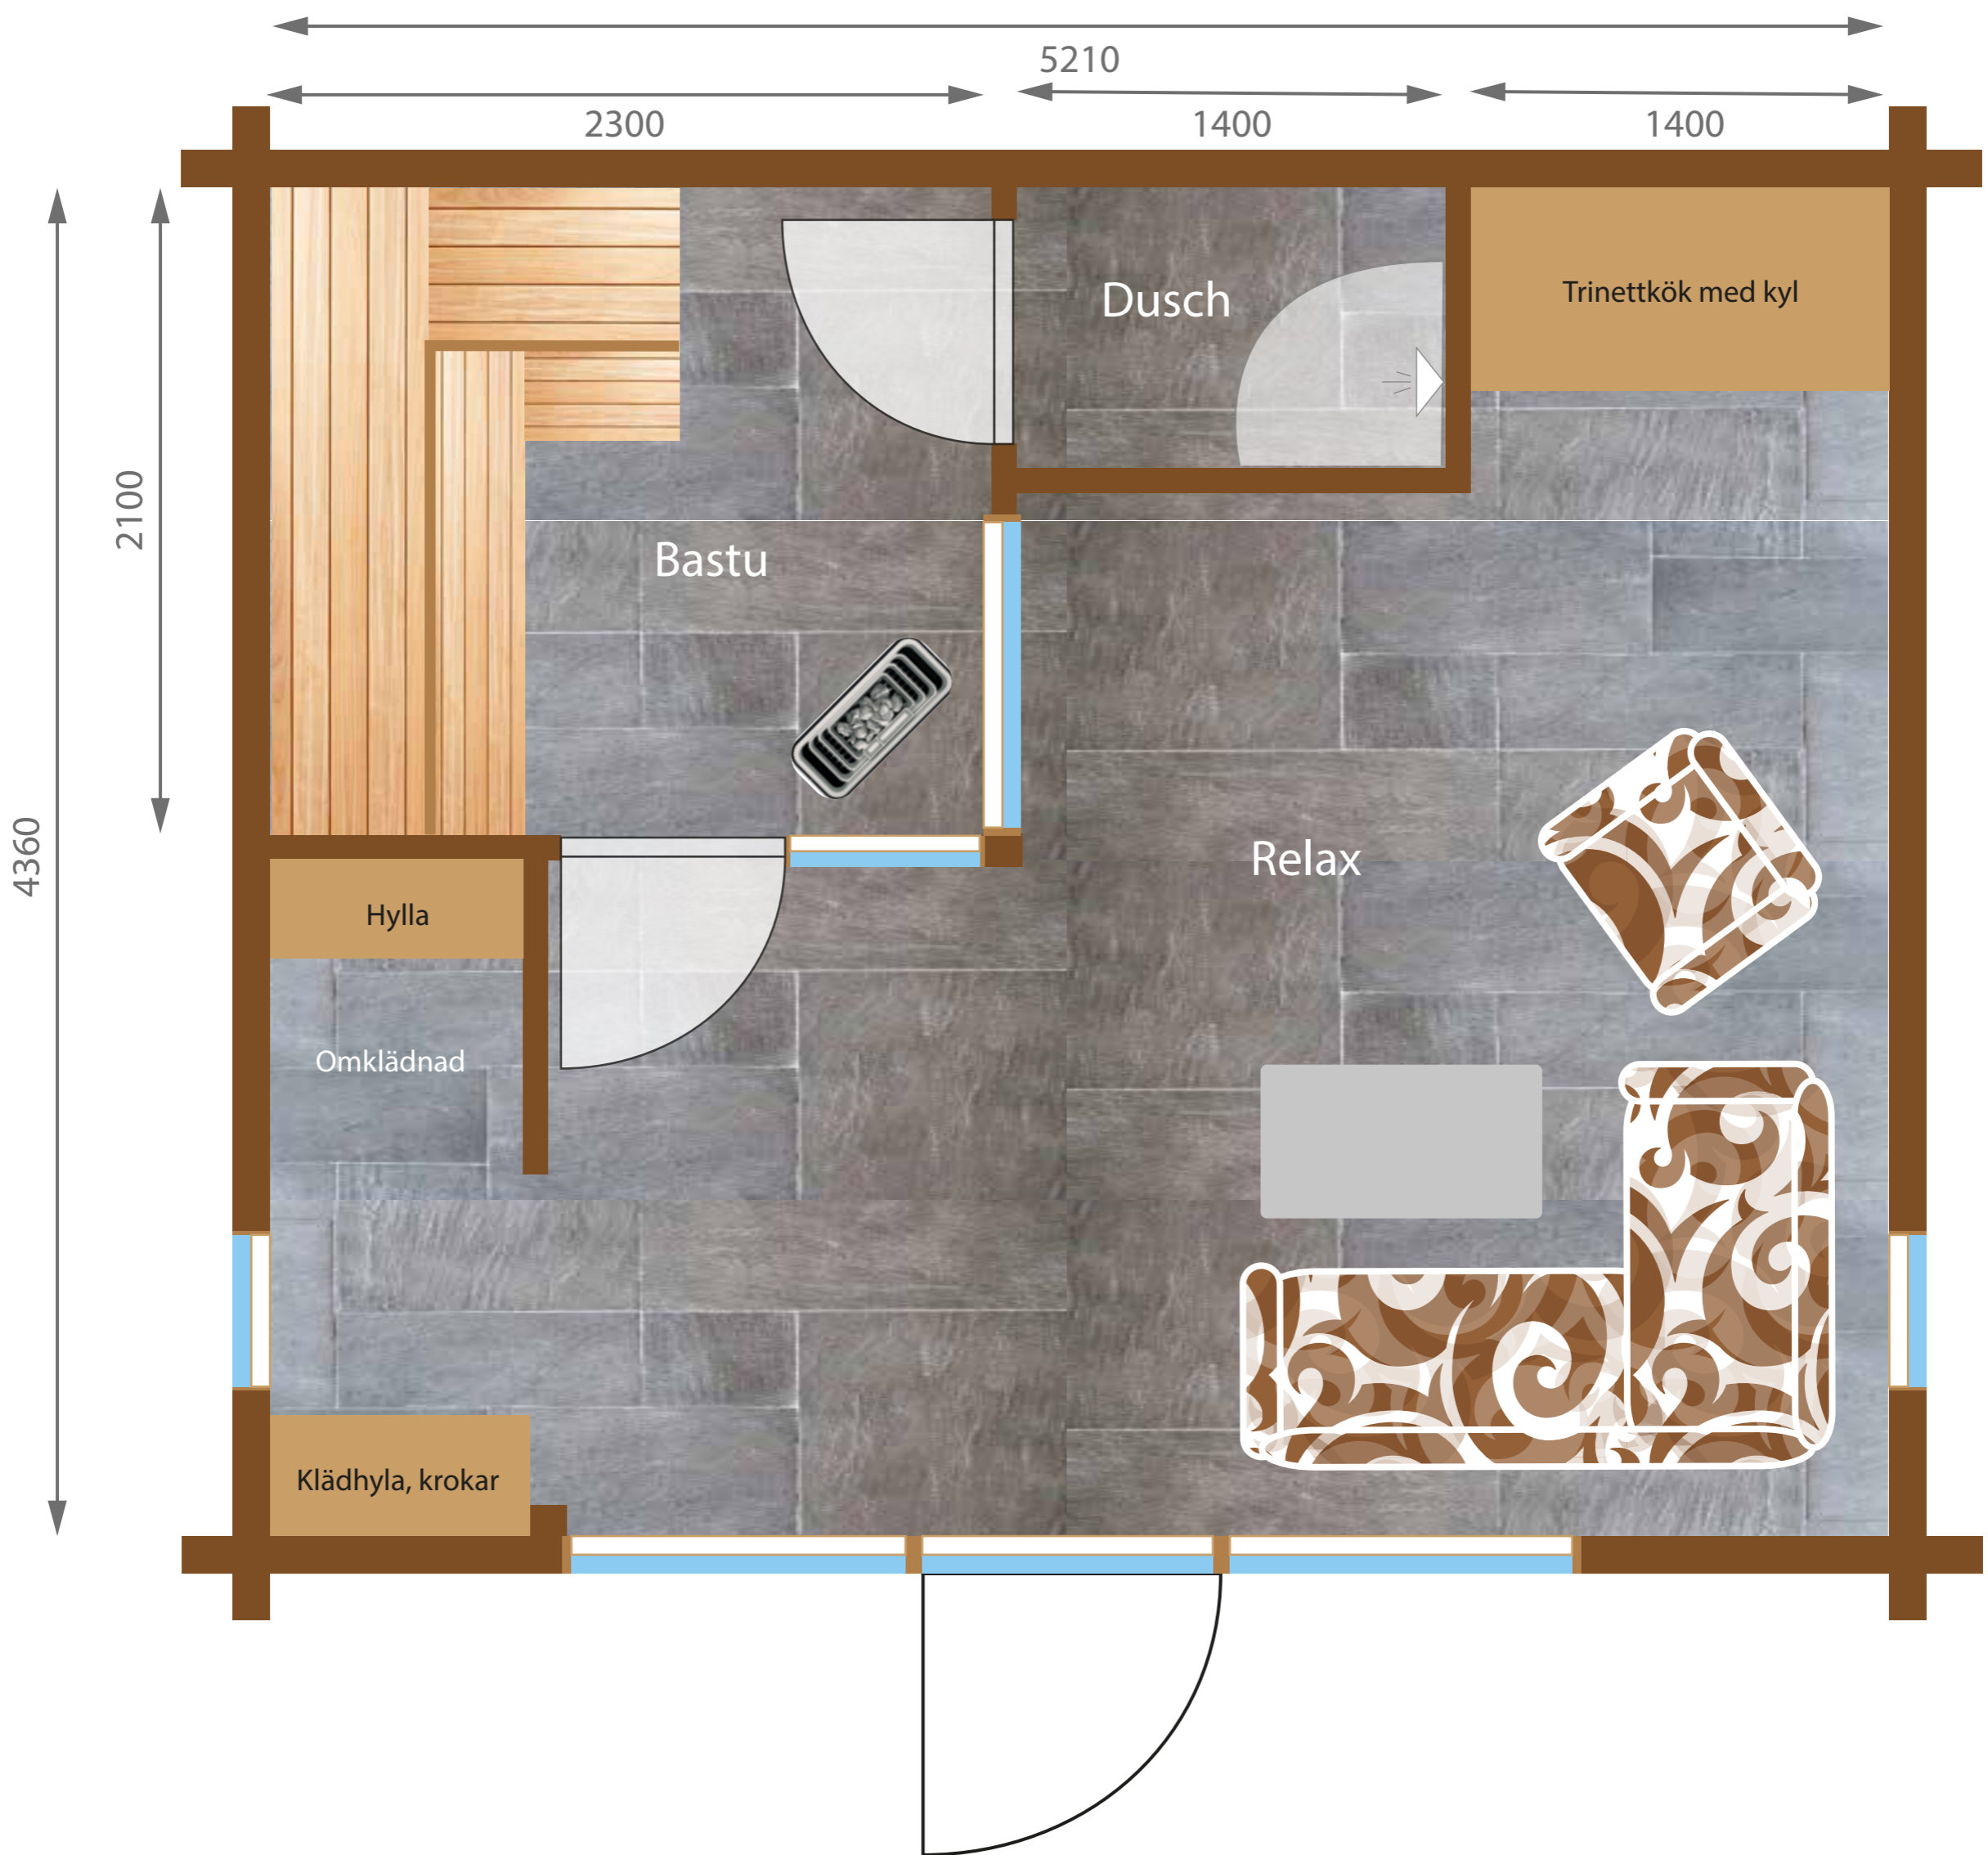 5210
2300
1400
1400
Dusch
Trinettkök med kyl
2100
Bastu
4360
Relax
Hylla
Omklädnad
Klädhyla, krokar